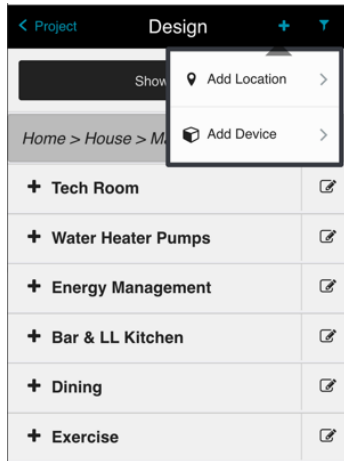 Project Design
Show
Add Location
Home > House >
Add Device
Tech Room
Water Heater Pumps
Energy Management
Bar & LL Kitchen
Dining
Exercise